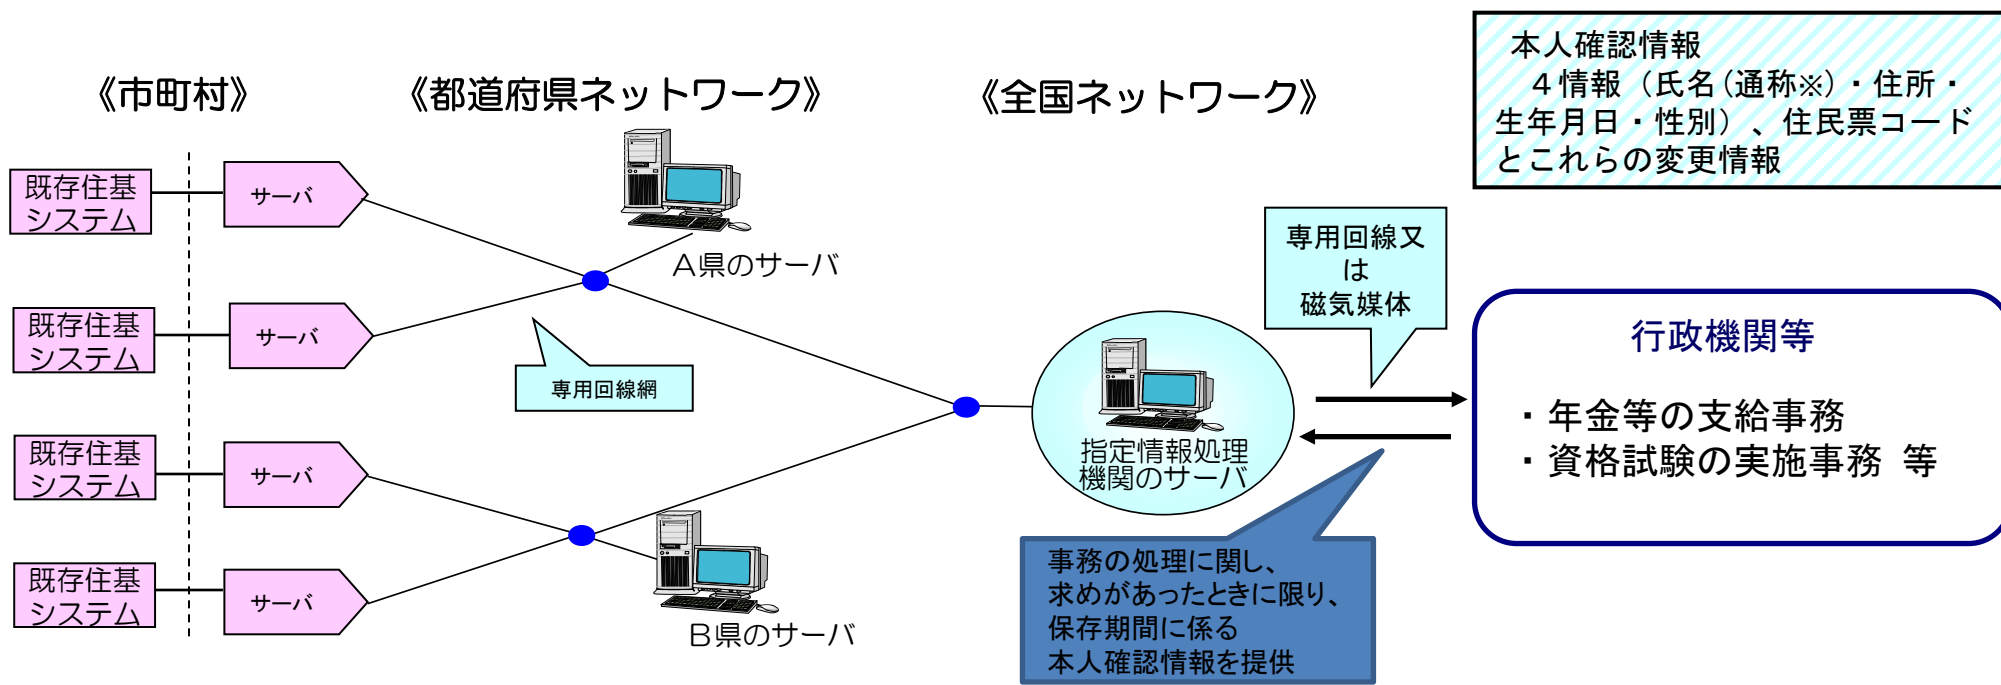 本人確認情報
４情報（氏名(通称※)・住所・
生年月日・性別）、住民票コード
とこれらの変更情報
《市町村》
《都道府県ネットワーク》
《全国ネットワーク》
既存住基
システム
サーバ
A県のサーバ
専用回線又
は
磁気媒体
既存住基
システム
サーバ
専用回線網
行政機関等
・年金等の支給事務
・資格試験の実施事務 等
指定情報処理
機関のサーバ
既存住基
システム
サーバ
既存住基
システム
サーバ
B県のサーバ
事務の処理に関し、
求めがあったときに限り、
保存期間に係る
本人確認情報を提供